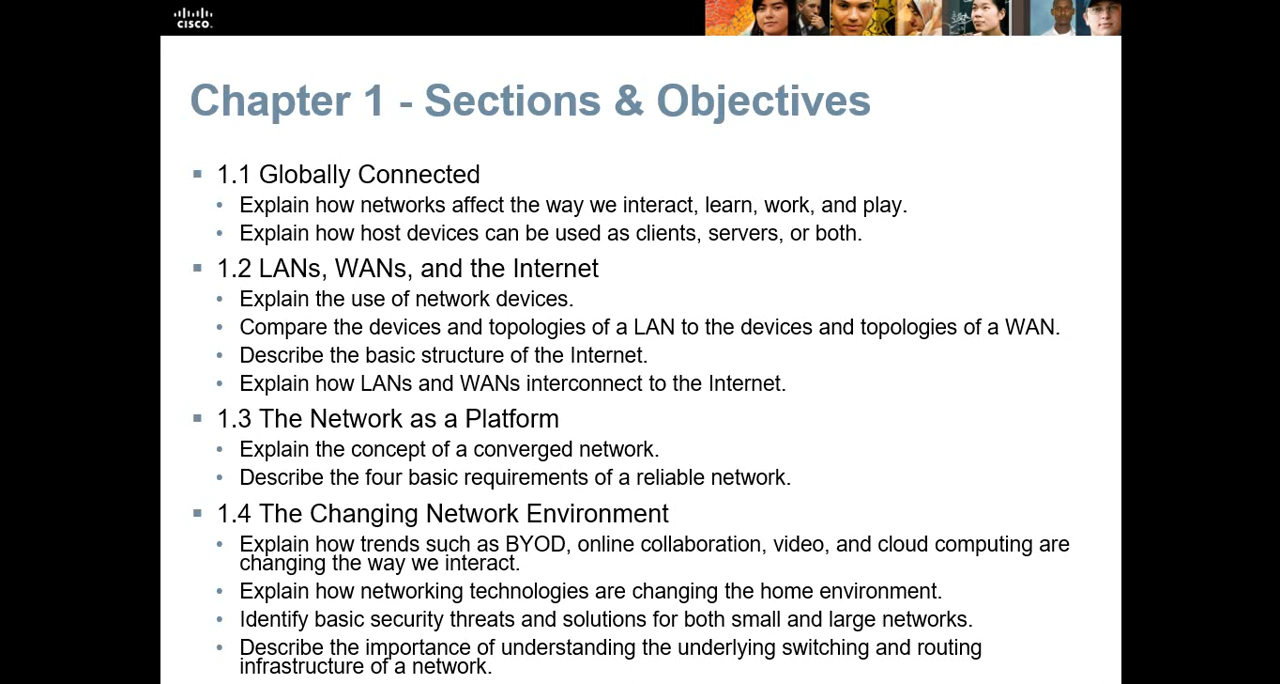 CISCO.
Chapter 1 - Sections & Objectives
1.1 Globally Connected
Explain how networks affect the way we interact, learn, work, and play.
Explain how host devices can be used as clients, servers, or both.
1.2 LANs, WANs, and the Internet
Explain the use of network devices.
Compare the devices and topologies of a LAN to the devices and topologies of a WAN.
Describe the basic structure of the Internet.
Explain how LANs and WANs interconnect to the Internet.
1.3 The Network as a Platform
Explain the concept of a converged network.
Describe the four basic requirements of a reliable network.
1.4 The Changing Network Environment
Explain how trends such as BYOD, online collaboration, video, and cloud computing are
changing the way we interact.
Explain how networking technologies are changing the home environment.
Identify basic security threats and solutions for both small and large networks.
Describe the importance of understanding the underlying switching and routing
infrastructure of a network.